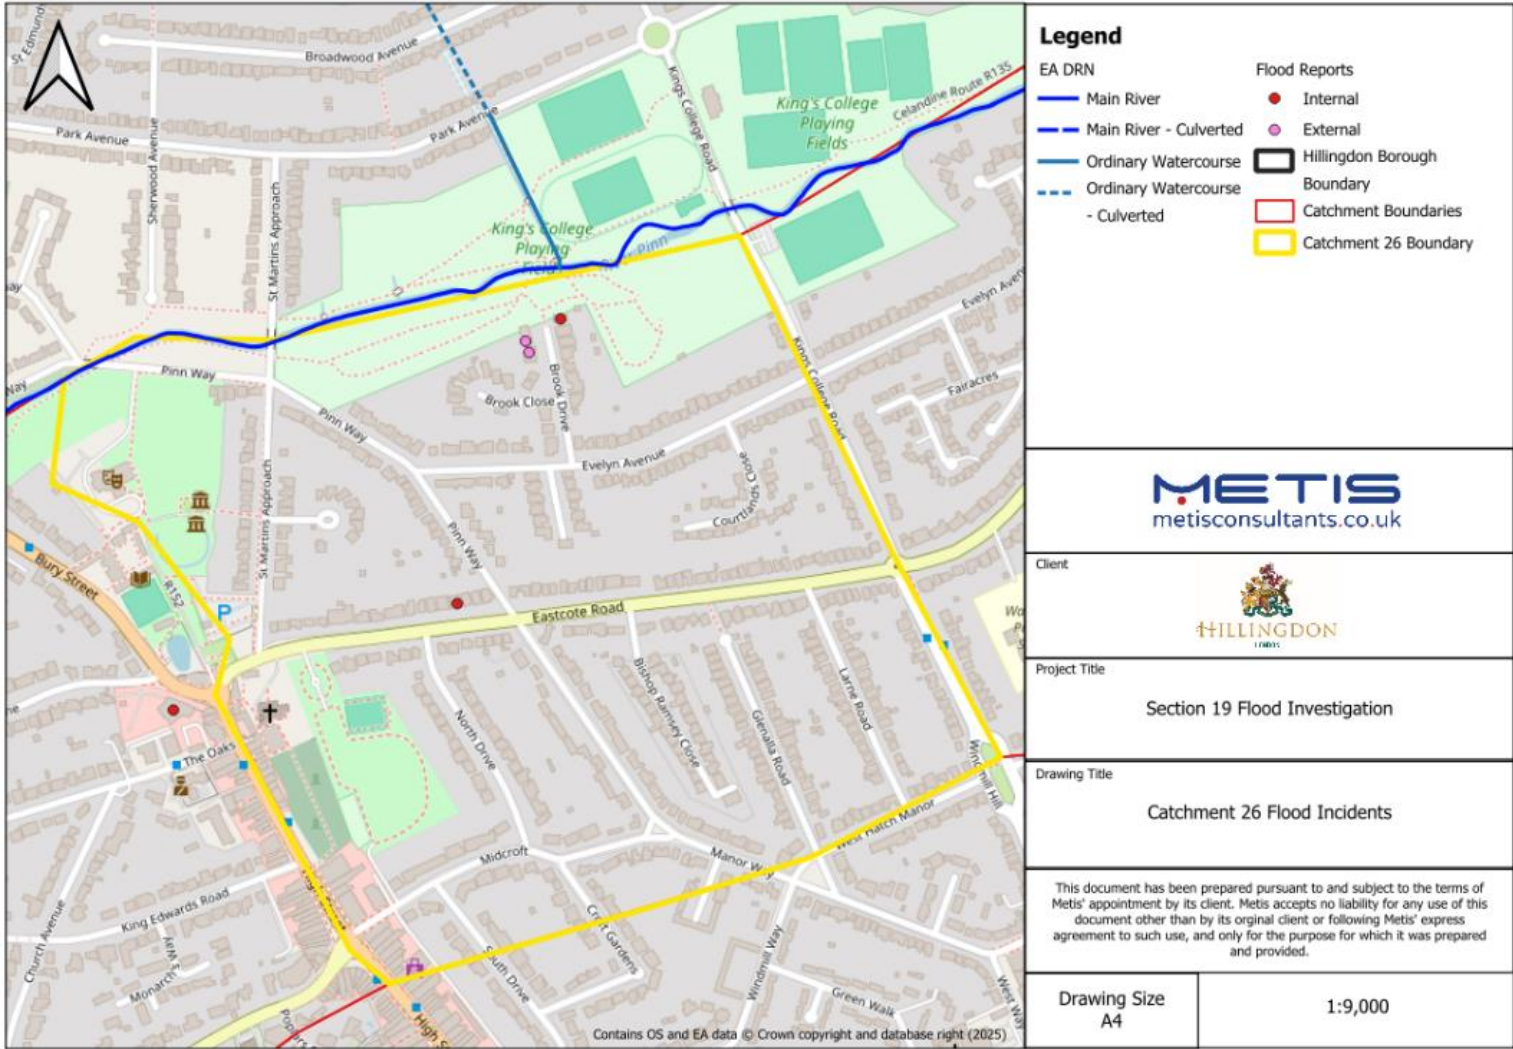 St Edmunds
Broadwood Avenue
Park Avenue
Park Avenue
Sherwood Avenue
St Martins Approach
Kings College Road
King's College
Playing
Fields
Celandine Route R135
King's College
Playing
Fields
Pinn
Evelyn Aven
Way
Pinn Way
Pinn Way
Brook Close
Brook Drive
Kings College Road
Fairacres
Evelyn Avenue
Courtlands Close
St Martins Approach
Pinn Way
Bury Street
R152
P
Eastcote Road
Bishop Ramsey Close
Glenalla Road
Larne Road
North Drive
The Oaks
Windmill Hill
West Hatch Manor
Midcroft
Manor Way
King Edwards Road
Church Avenue
Monarch's Way
Croft Gardens
South Drive
Windmill Way
Green Walk
West Way
High S
Contains OS and EA data © Crown copyright and database right (2025)
Legend
EA DRN
Main River
Main River - Culverted
Ordinary Watercourse
Ordinary Watercourse
- Culverted
Flood Reports
Internal
External
Hillingdon Borough
Boundary
Catchment Boundaries
Catchment 26 Boundary
METIS
metisconsultants.co.uk
Client
HILLINGDON
LONDON
Project Title
Section 19 Flood Investigation
Drawing Title
Catchment 26 Flood Incidents
This document has been prepared pursuant to and subject to the terms of
Metis' appointment by its client. Metis accepts no liability for any use of this
document other than by its orginal client or following Metis' express
agreement to such use, and only for the purpose for which it was prepared
and provided.
Drawing Size
A4
1:9,000